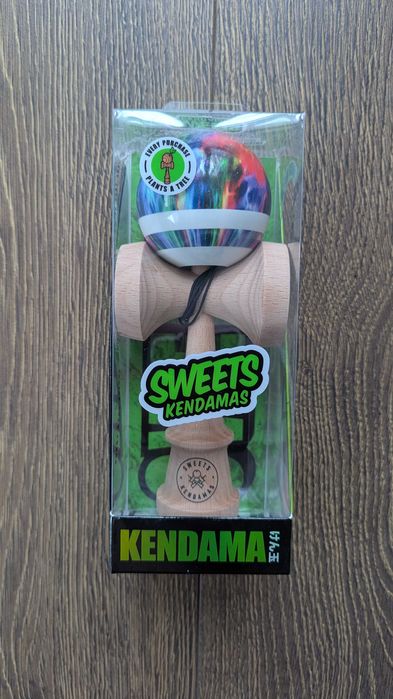 EVERY PURCHASE
PLANTS A TREE
SWEETS
KENDAMAS
SWEETS
KENDAMAS
KENDAMA
けん玉